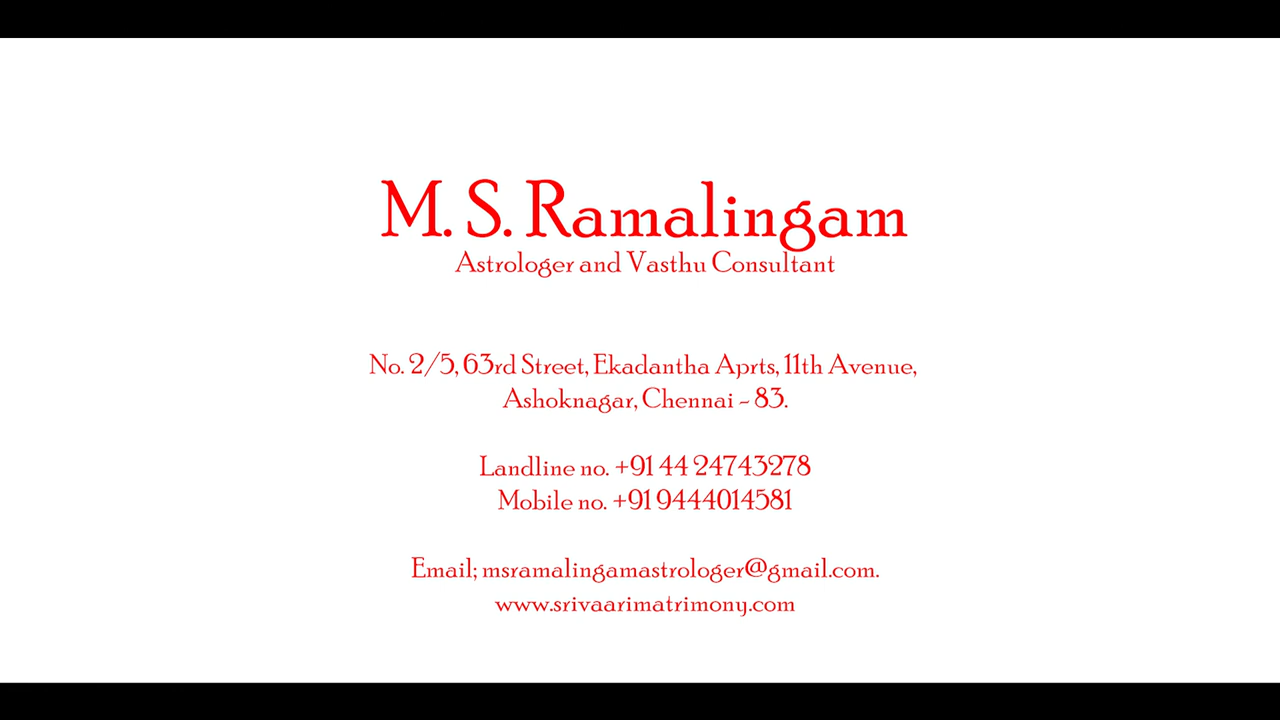 M. S. Ramalingam
Astrologer and Vasthu Consultant
No. 2/5, 63rd Street, Ekadantha Aprts, 11th Avenue,
Ashoknagar, Chennai - 83.
Landline no. +91 44 24743278
Mobile no. +91 9444014581
Email; msramalingamastrologer@gmail.com.
www.srivaarimatrimony.com